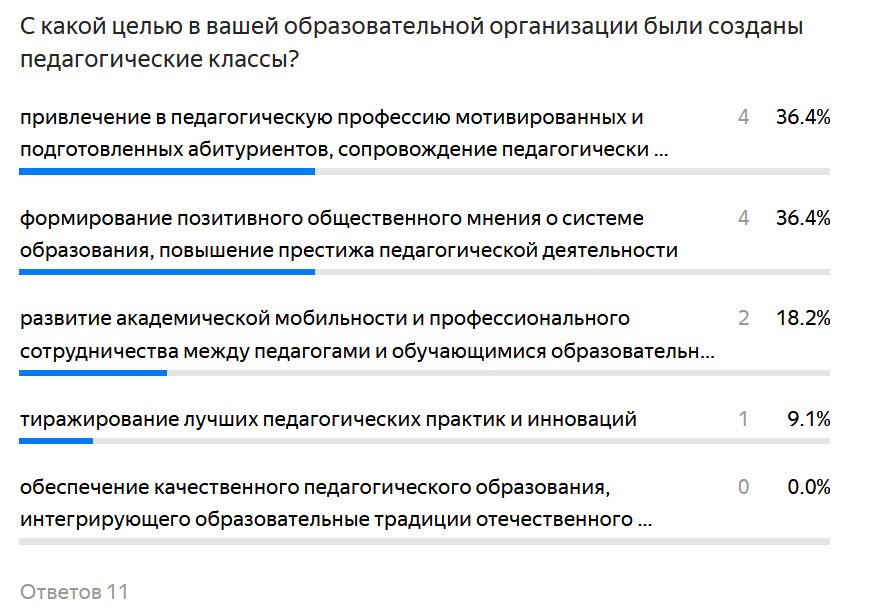 С какой целью в вашей образовательной организации были созданы
педагогические классы?
привлечение в педагогическую профессию мотивированных и
подготовленных абитуриентов, сопровождение педагогически ...
4 36.4%
формирование позитивного общественного мнения о системе
образования, повышение престижа педагогической деятельности
4 36.4%
развитие академической мобильности и профессионального
сотрудничества между педагогами и обучающимися образовательн...
2 18.2%
тиражирование лучших педагогических практик и инноваций
1 9.1%
обеспечение качественного педагогического образования,
интегрирующего образовательные традиции отечественного ...
0 0.0%
Ответов 11